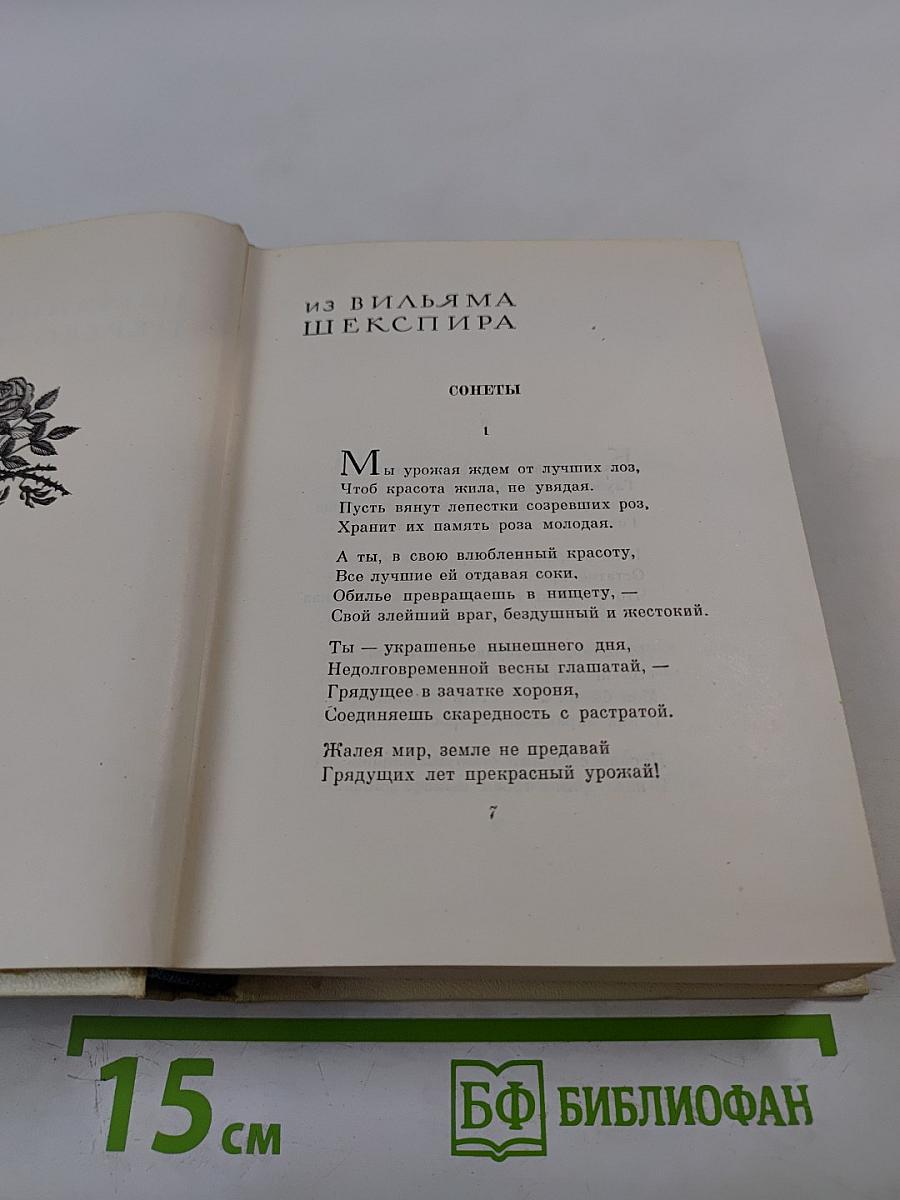 из ВИЛЬЯМА
ШЕКСПИРА
СОНЕТЫ
1
Мы урожая ждем от лучших лоз,
Чтоб красота жила, не увядая.
Пусть вянут лепестки созревших роз,
Хранит их память роза молодая.
А ты, в свою влюбленный красоту,
Все лучшие ей отдавая соки,
Обилье превращаешь в нищету, —
Свой злейший враг, бездушный и жестокий.
Ты — украшенье нынешнего дня,
Недолговременной весны глашатай, —
Грядущее в зачатке хороня,
Соединяешь скаредность с растратой.
Жалея мир, земле не предавай
Грядущих лет прекрасный урожай!
7
15 см
БФ БИБЛИОФАН